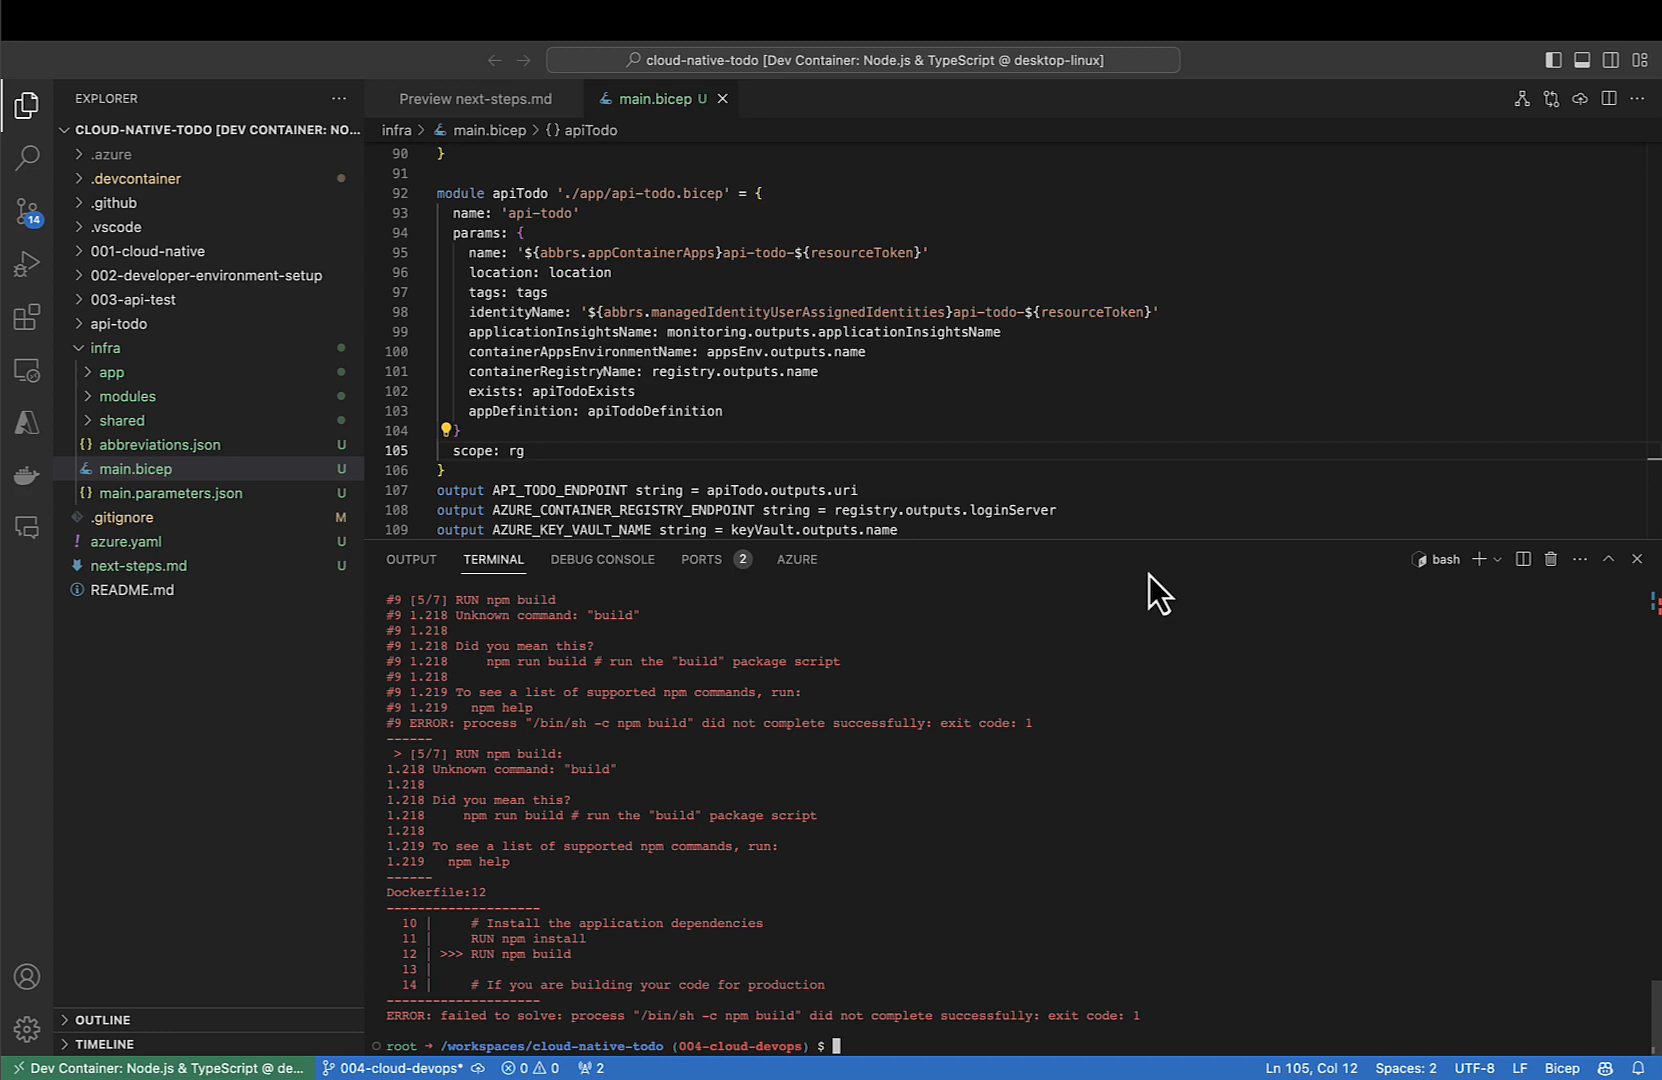 cloud-native-todo [Dev Container: Node.js & TypeScript @ desktop-linux]
EXPLORER
CLOUD-NATIVE-TODO [DEV CONTAINER: NO...
.azure
.devcontainer
.github
.vscode
001-cloud-native
002-developer-environment-setup
003-api-test
api-todo
infra
app
modules
shared
{} abbreviations.json U
main.bicep U
{} main.parameters.json U
.gitignore M
! azure.yaml U
next-steps.md U
README.md
OUTLINE
TIMELINE
14
Preview next-steps.md
main.bicep U
infra > main.bicep > {} apiTodo
90 }
91
92 module apiTodo './app/api-todo.bicep' = {
93 name: 'api-todo'
94 params: {
95 name: '${abbrs.appContainerApps}api-todo-${resourceToken}'
96 location: location
97 tags: tags
98 identityName: '${abbrs.managedIdentityUserAssignedIdentities}api-todo-${resourceToken}'
99 applicationInsightsName: monitoring.outputs.applicationInsightsName
100 containerAppsEnvironmentName: appsEnv.outputs.name
101 containerRegistryName: registry.outputs.name
102 exists: apiTodoExists
103 appDefinition: apiTodoDefinition
104 }
105 scope: rg
106 }
107 output API_TODO_ENDPOINT string = apiTodo.outputs.uri
108 output AZURE_CONTAINER_REGISTRY_ENDPOINT string = registry.outputs.loginServer
109 output AZURE_KEY_VAULT_NAME string = keyVault.outputs.name
OUTPUT TERMINAL DEBUG CONSOLE PORTS 2 AZURE
bash
#9 [5/7] RUN npm build
#9 1.218 Unknown command: "build"
#9 1.218
#9 1.218 Did you mean this?
#9 1.218 npm run build # run the "build" package script
#9 1.218
#9 1.219 To see a list of supported npm commands, run:
#9 1.219 npm help
#9 ERROR: process "/bin/sh -c npm build" did not complete successfully: exit code: 1
------
> [5/7] RUN npm build:
1.218 Unknown command: "build"
1.218
1.218 Did you mean this?
1.218 npm run build # run the "build" package script
1.218
1.219 To see a list of supported npm commands, run:
1.219 npm help
------
Dockerfile:12
--------------------
10 | # Install the application dependencies
11 | RUN npm install
12 | >>> RUN npm build
13 |
14 | # If you are building your code for production
--------------------
ERROR: failed to solve: process "/bin/sh -c npm build" did not complete successfully: exit code: 1
root → /workspaces/cloud-native-todo (004-cloud-devops) $
Dev Container: Node.js & TypeScript @ de... 004-cloud-devops* 0 0 2 Ln 105, Col 12 Spaces: 2 UTF-8 LF Bicep